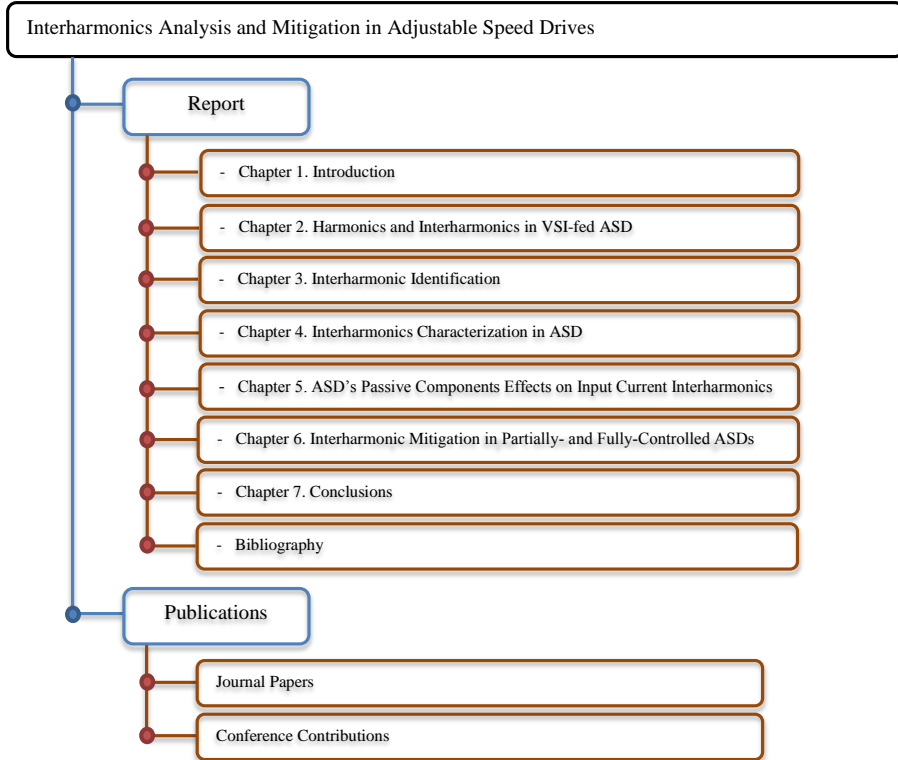 Interharmonics Analysis and Mitigation in Adjustable Speed Drives
Report
- Chapter 1. Introduction
- Chapter 2. Harmonics and Interharmonics in VSI-fed ASD
- Chapter 3. Interharmonic Identification
- Chapter 4. Interharmonics Characterization in ASD
- Chapter 5. ASD’s Passive Components Effects on Input Current Interharmonics
- Chapter 6. Interharmonic Mitigation in Partially- and Fully-Controlled ASDs
- Chapter 7. Conclusions
- Bibliography
Publications
Journal Papers
Conference Contributions